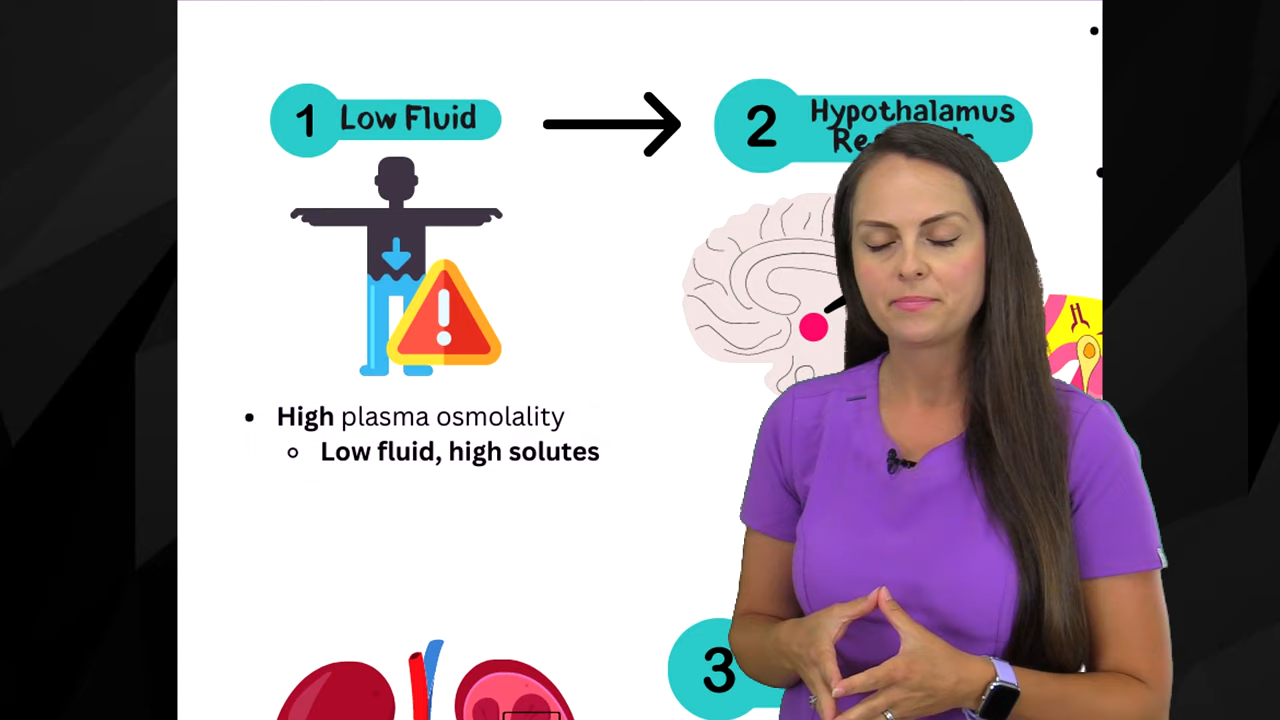 1 Low Fluid
2 Hypothalamus
High plasma osmolality
Low fluid, high solutes
3